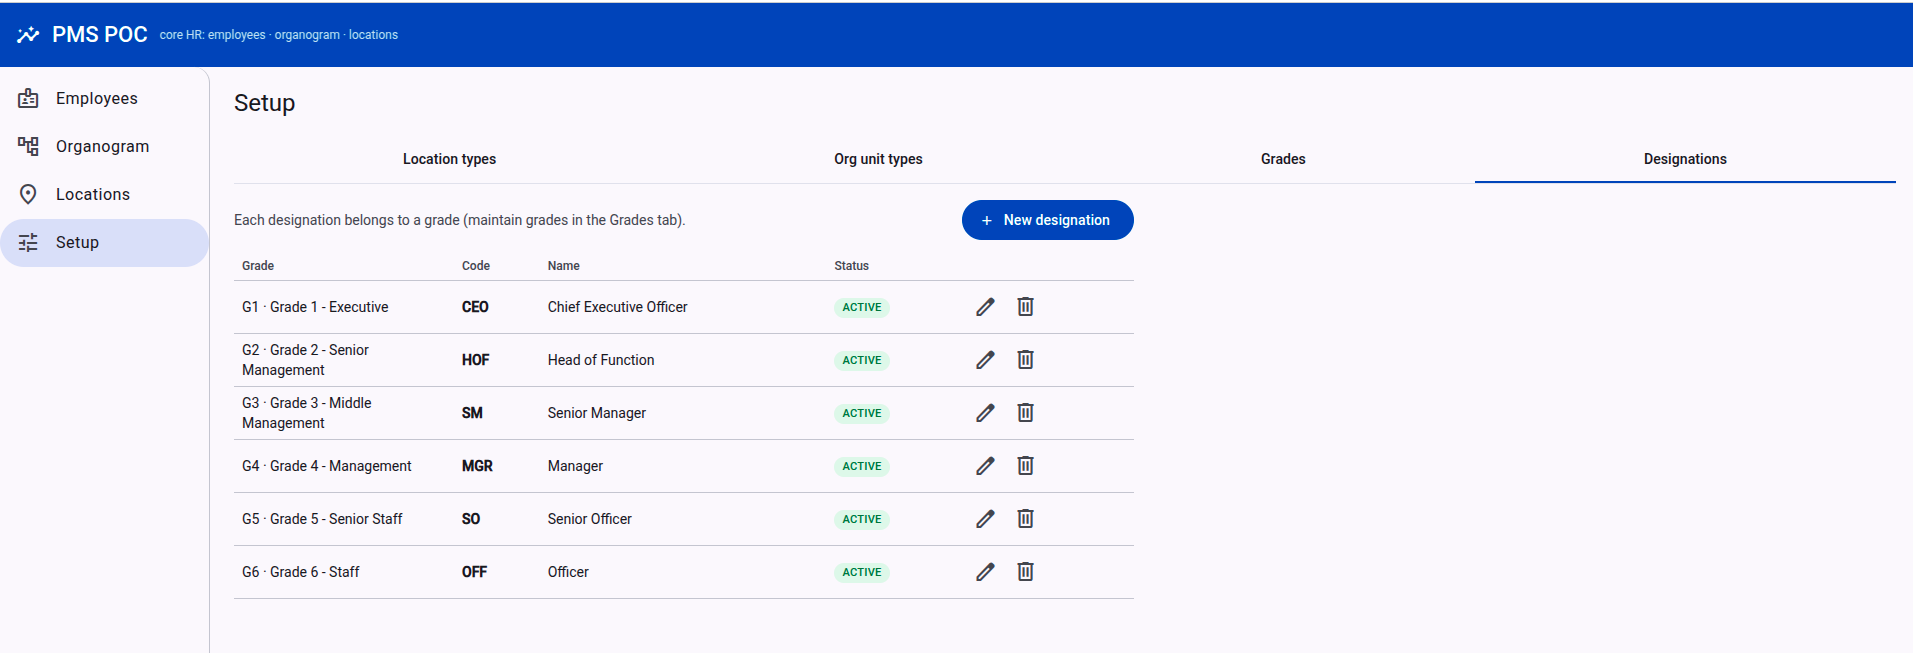 PMS POC core HR: employees · organogram · locations
Employees
Organogram
Locations
Setup
Setup
Location types Org unit types Grades Designations
Each designation belongs to a grade (maintain grades in the Grades tab). + New designation
Grade Code Name Status
G1 · Grade 1 - Executive CEO Chief Executive Officer ACTIVE
G2 · Grade 2 - Senior
Management HOF Head of Function ACTIVE
G3 · Grade 3 - Middle
Management SM Senior Manager ACTIVE
G4 · Grade 4 - Management MGR Manager ACTIVE
G5 · Grade 5 - Senior Staff SO Senior Officer ACTIVE
G6 · Grade 6 - Staff OFF Officer ACTIVE